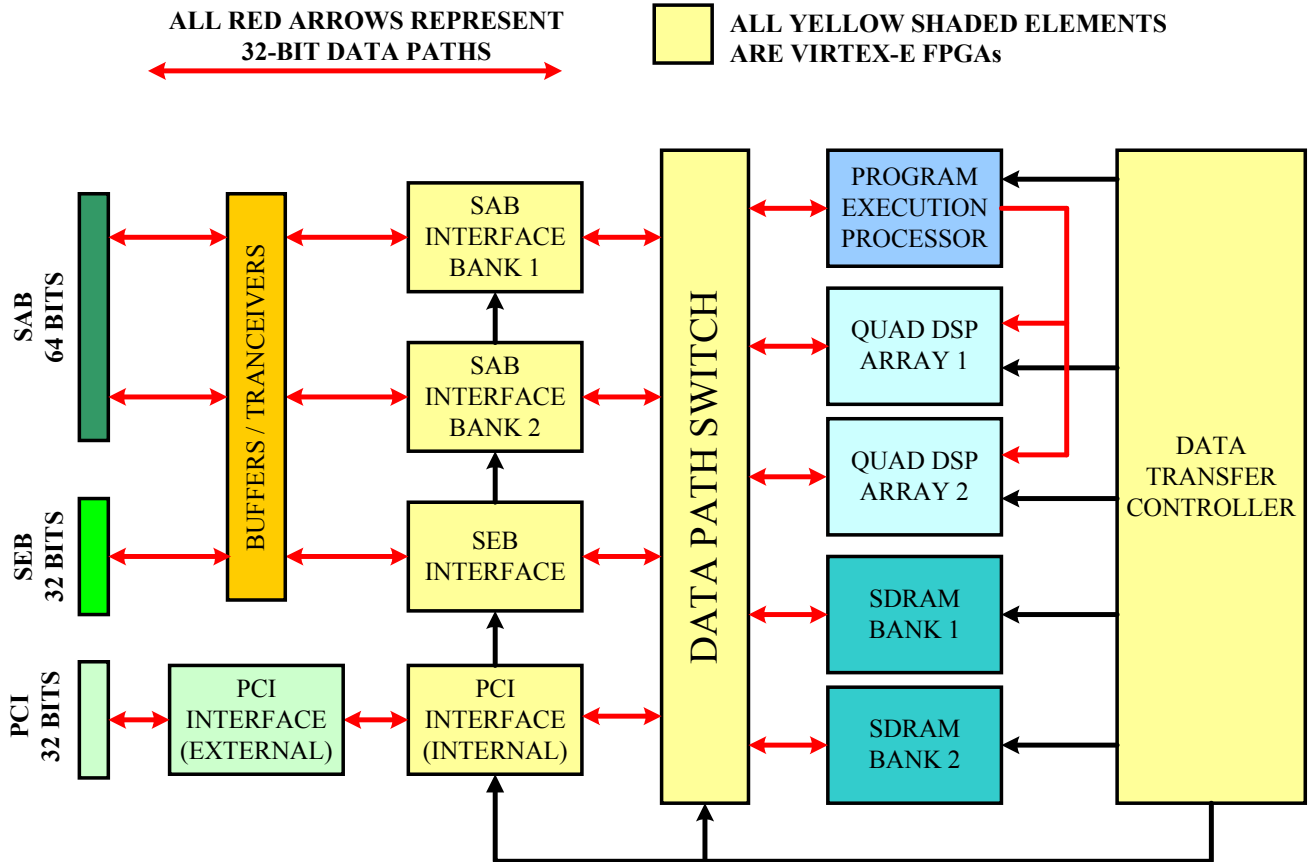 ALL RED ARROWS REPRESENT
32-BIT DATA PATHS
ALL YELLOW SHADED ELEMENTS
ARE VIRTEX-E FPGAs
SAB
64 BITS
SEB
32 BITS
PCI
32 BITS
BUFFERS / TRANCEIVERS
PCI
INTERFACE
(EXTERNAL)
SAB
INTERFACE
BANK 1
SAB
INTERFACE
BANK 2
SEB
INTERFACE
PCI
INTERFACE
(INTERNAL)
DATA PATH SWITCH
PROGRAM
EXECUTION
PROCESSOR
QUAD DSP
ARRAY 1
QUAD DSP
ARRAY 2
SDRAM
BANK 1
SDRAM
BANK 2
DATA
TRANSFER
CONTROLLER